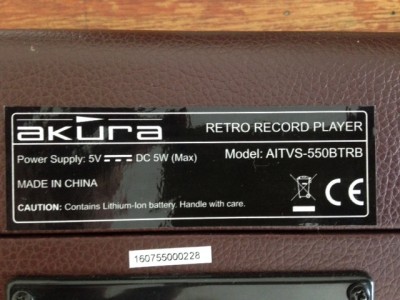 akura
RETRO RECORD PLAYER
Power Supply: 5V ⎓ DC 5W (Max)
Model: AITVS-550BTRB
MADE IN CHINA
CE
CAUTION: Contains Lithium-Ion battery. Handle with care.
160755000228